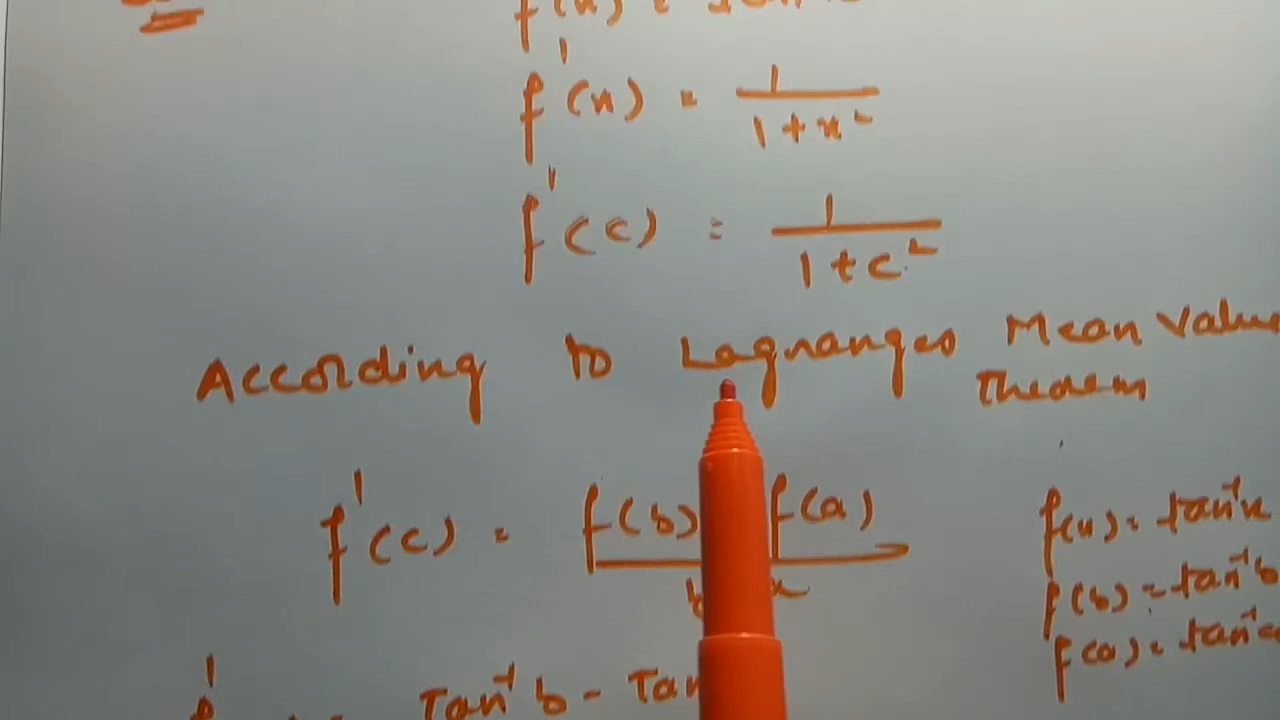 f'(x) = 1/(1+x²)
f'(c) = 1/(1+c²)
According to Lagranges Mean Value
Theorem
f'(c) = f(b) f(a)
f(x) = tan⁻¹x
f(b) = tan⁻¹b
f(a) = tan⁻¹a
Tan⁻¹b - Tan